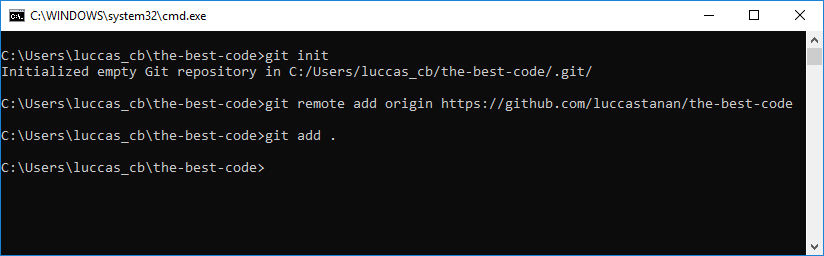 C:\WINDOWS\system32\cmd.exe
C:\Users\luccas_cb\the-best-code>git init
Initialized empty Git repository in C:/Users/luccas_cb/the-best-code/.git/
C:\Users\luccas_cb\the-best-code>git remote add origin https://github.com/luccastanan/the-best-code
C:\Users\luccas_cb\the-best-code>git add .
C:\Users\luccas_cb\the-best-code>